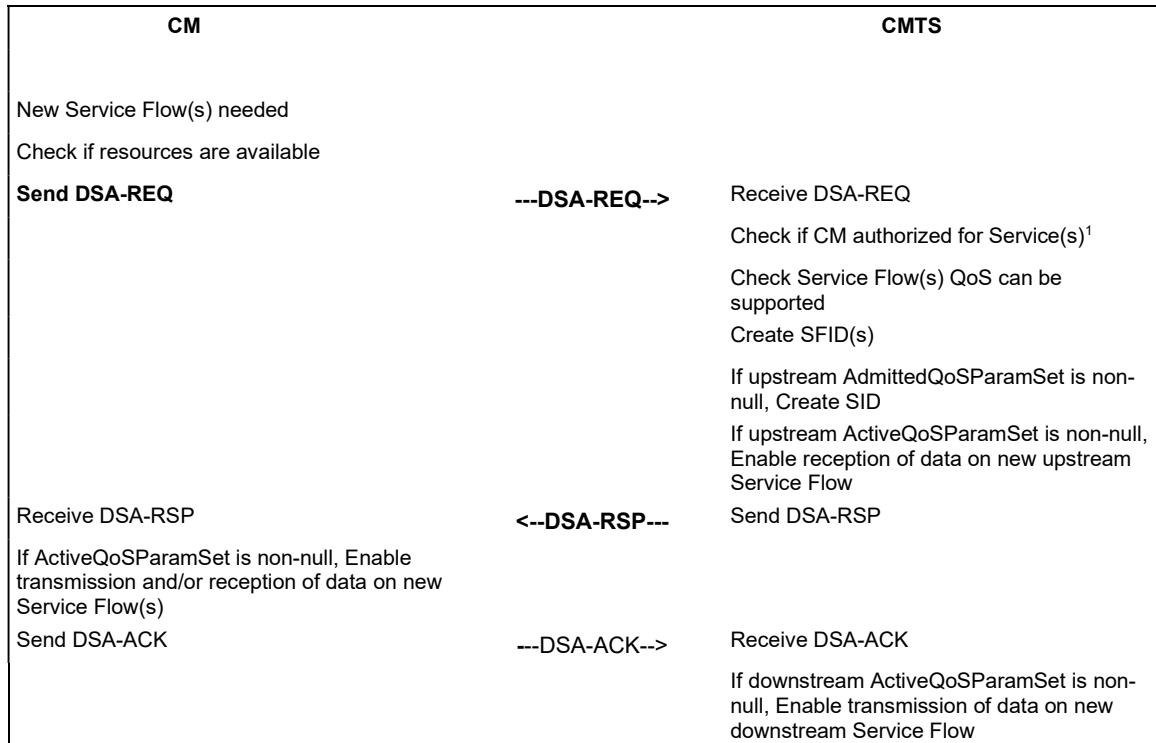 CM CMTS
New Service Flow(s) needed
Check if resources are available
Send DSA-REQ ---DSA-REQ--> Receive DSA-REQ
Check if CM authorized for Service(s)1
Check Service Flow(s) QoS can be
supported
Create SFID(s)
If upstream AdmittedQoSParamSet is non-
null, Create SID
If upstream ActiveQoSParamSet is non-null,
Enable reception of data on new upstream
Service Flow
Receive DSA-RSP <--DSA-RSP--- Send DSA-RSP
If ActiveQoSParamSet is non-null, Enable
transmission and/or reception of data on new
Service Flow(s)
Send DSA-ACK ---DSA-ACK--> Receive DSA-ACK
If downstream ActiveQoSParamSet is non-
null, Enable transmission of data on new
downstream Service Flow